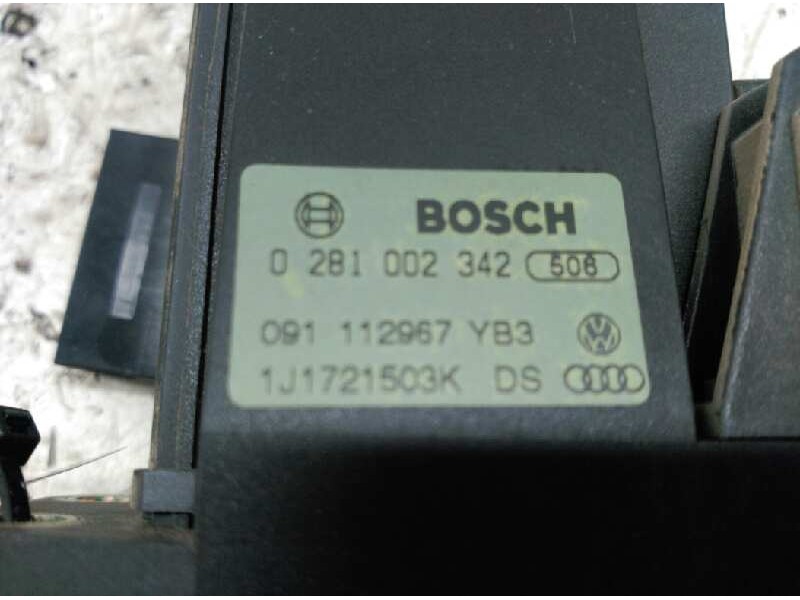 BOSCH
0 281 002 342 508
091 112967 YB3
1J1721503K DS